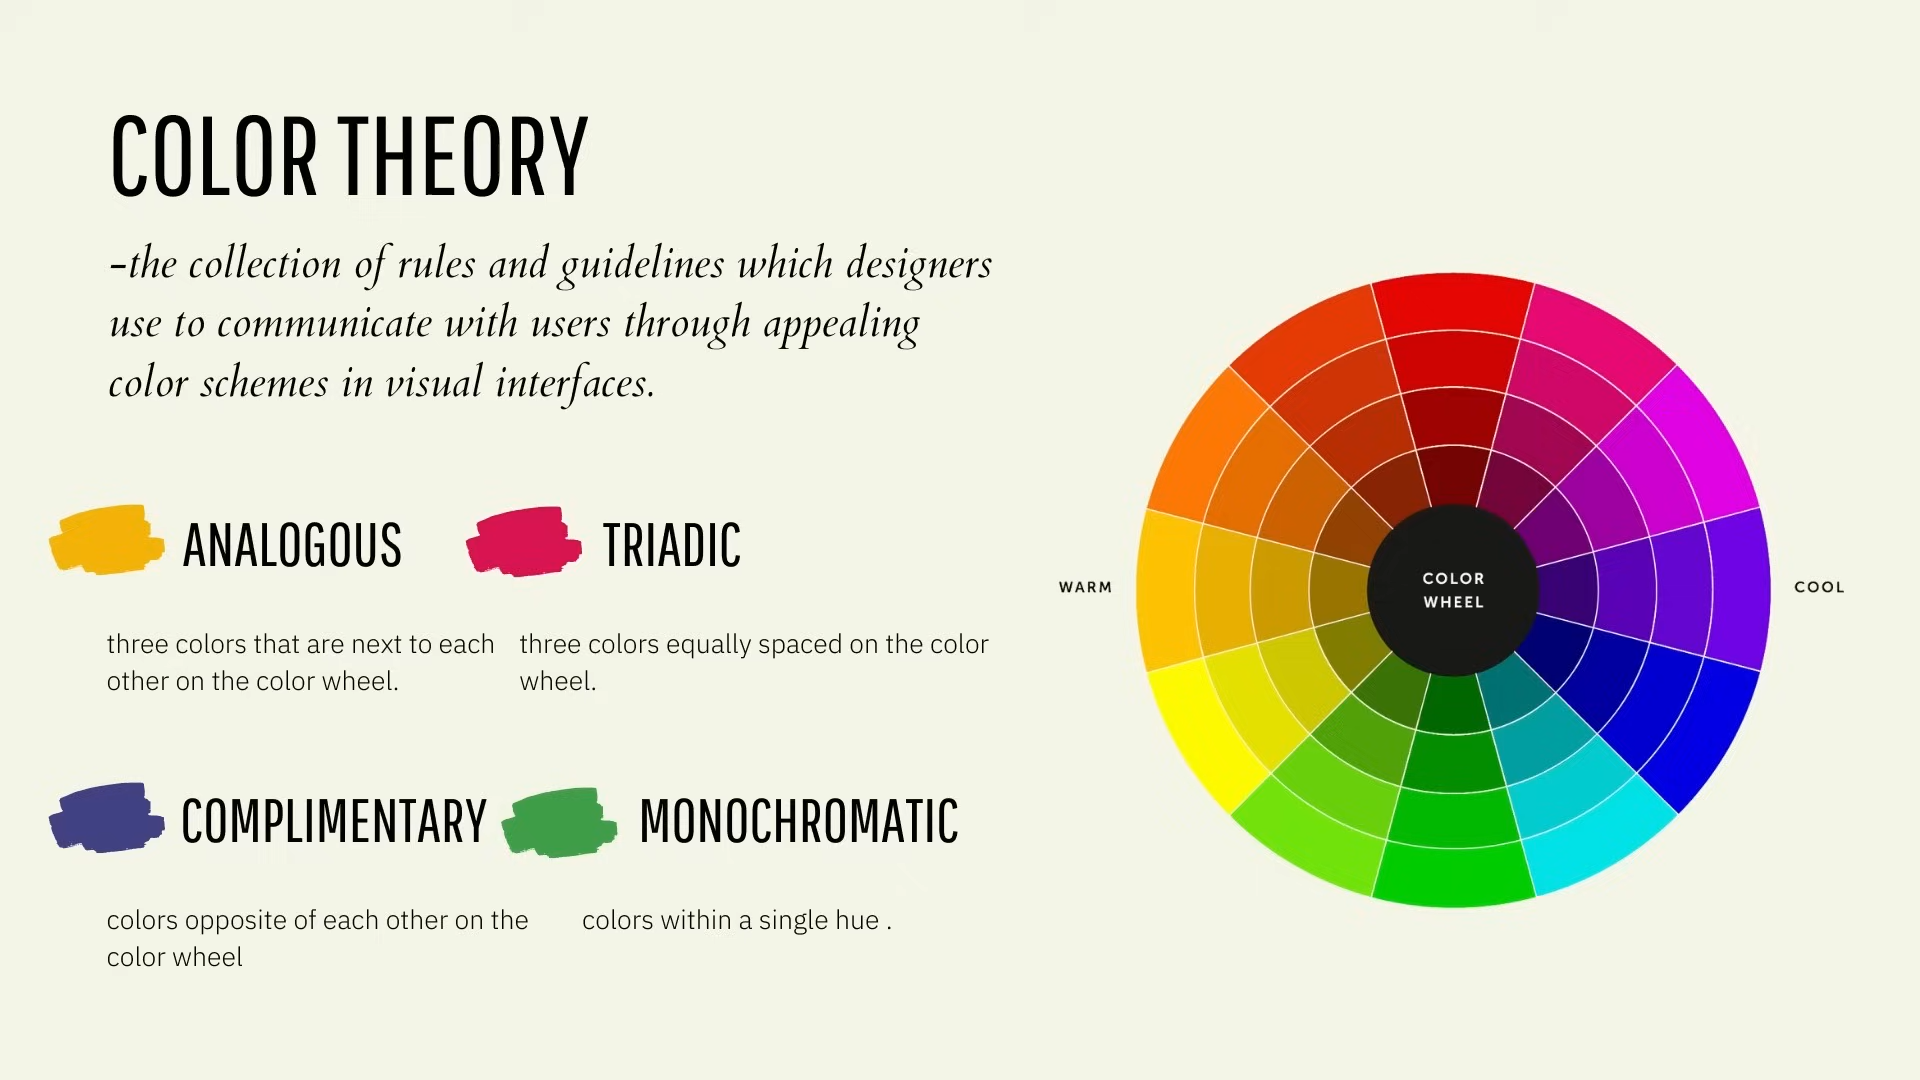 COLOR THEORY
-the collection of rules and guidelines which designers
use to communicate with users through appealing
color schemes in visual interfaces.
ANALOGOUS
three colors that are next to each
other on the color wheel.
TRIADIC
three colors equally spaced on the color
wheel.
COMPLIMENTARY
colors opposite of each other on the
color wheel
MONOCHROMATIC
colors within a single hue .
WARM
COLOR
WHEEL
COOL